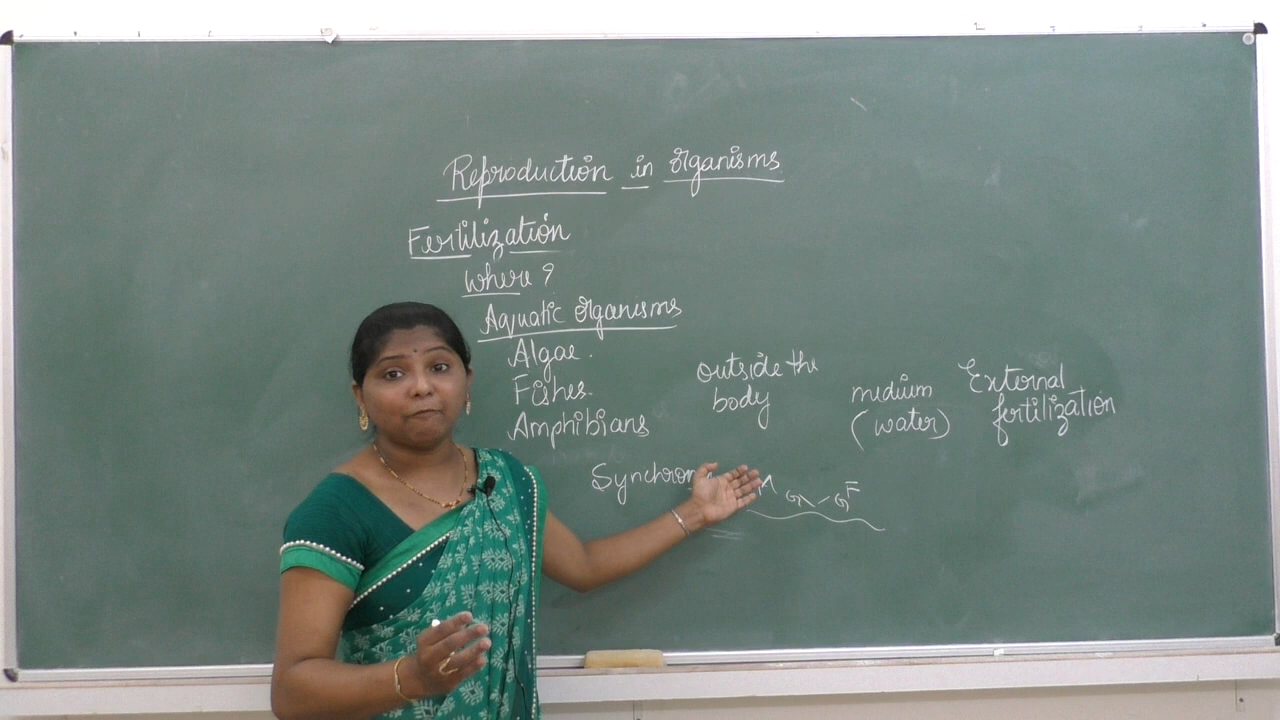 Reproduction in organisms
Fertilization
Where ?
Aquatic organisms
Algae.
Fishes.
Amphibians
outside the
body
medium
(water)
External
fertilization